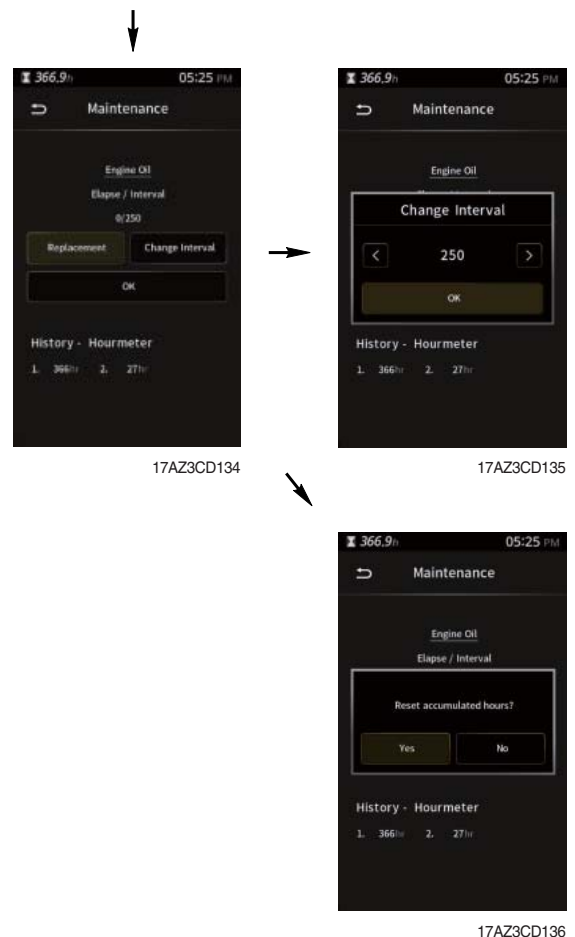 366.9h 05:25 PM
Maintenance
Engine Oil
Elapse / Interval
0/250
Replacement Change Interval
OK
History - Hourmeter
1. 366hr 2. 27hr
17AZ3CD134
366.9h 05:25 PM
Maintenance
Engine Oil
Change Interval
< 250 >
OK
History - Hourmeter
1. 366hr 2. 27hr
17AZ3CD135
366.9h 05:25 PM
Maintenance
Engine Oil
Elapse / Interval
Reset accumulated hours?
Yes No
History - Hourmeter
1. 366hr 2. 27hr
17AZ3CD136